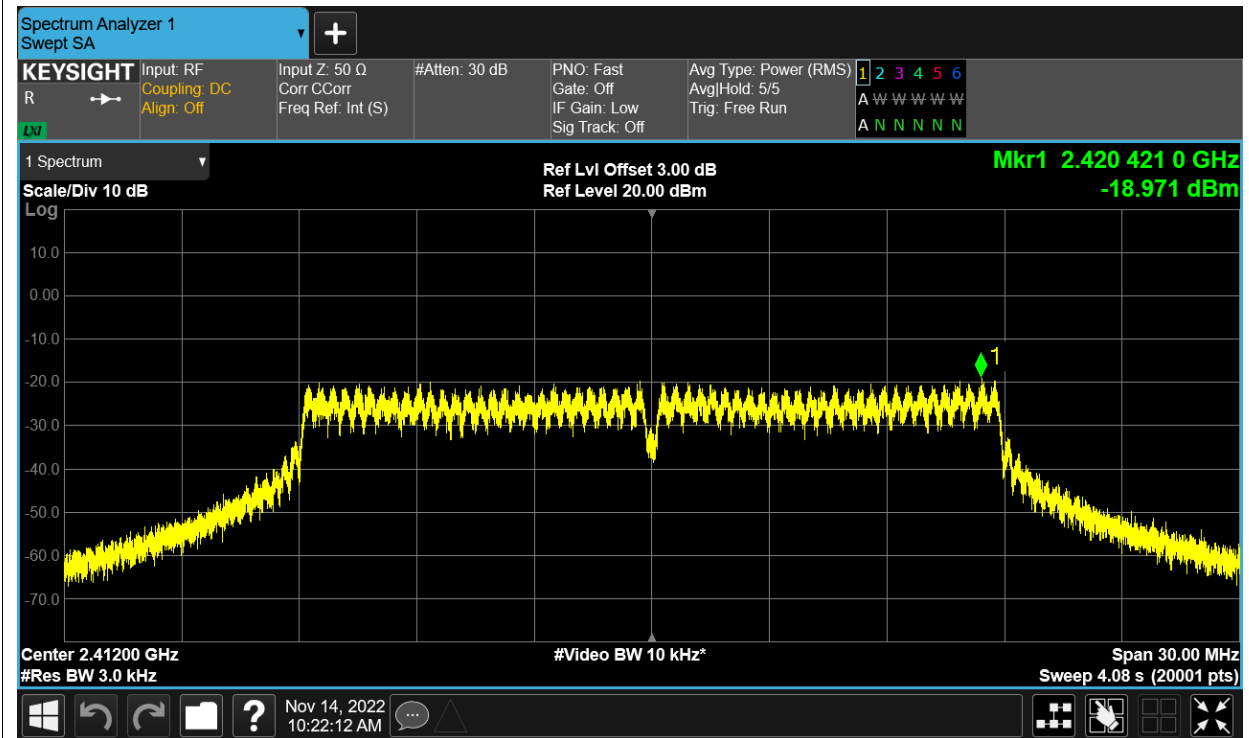 Spectrum Analyzer 1
Swept SA
KEYSIGHT
R
LXI
Input: RF
Coupling: DC
Align: Off
Input Z: 50 Ω
Corr CCorr
Freq Ref: Int (S)
#Atten: 30 dB
PNO: Fast
Gate: Off
IF Gain: Low
Sig Track: Off
Avg Type: Power (RMS)
Avg|Hold: 5/5
Trig: Free Run
1 2 3 4 5 6
A W W W W W
A N N N N N
1 Spectrum
Scale/Div 10 dB
Ref Lvl Offset 3.00 dB
Ref Level 20.00 dBm
Mkr1 2.420 421 0 GHz
-18.971 dBm
Log
10.0
0.00
-10.0
1
-20.0
-30.0
-40.0
-50.0
-60.0
-70.0
Center 2.41200 GHz
#Video BW 10 kHz*
Span 30.00 MHz
#Res BW 3.0 kHz
Sweep 4.08 s (20001 pts)
?
Nov 14, 2022
10:22:12 AM